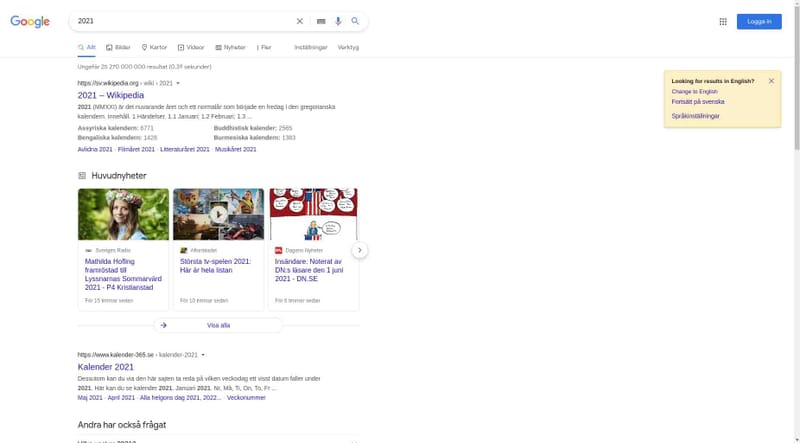 Google
2021
Logga in
Allt
Bilder
Kartor
Videor
Nyheter
Fler
Inställningar
Verktyg
Ungefär 25 270 000 000 resultat (0,39 sekunder)
https://sv.wikipedia.org › wiki › 2021
2021 – Wikipedia
2021 (MMXXI) är det nuvarande året och ett normalår som började en fredag i den gregorianska
kalendern. Innehåll. 1 Händelser. 1.1 Januari; 1.2 Februari; 1.3 ...
Assyriska kalendern: 6771
Buddhistisk kalender: 2565
Bengaliska kalendern: 1428
Burmesiska kalendern: 1383
Avlidna 2021 · Filmåret 2021 · Litteraturåret 2021 · Musikåret 2021
Looking for results in English?
Change to English
Fortsätt på svenska
Språkinställningar
Huvudnyheter
Sveriges Radio
Mathilda Hofling
framröstad till
Lyssnarnas Sommarvärd
2021 - P4 Kristianstad
För 15 timmar sedan
Aftonbladet
Största tv-spelen 2021:
Här är hela listan
För 10 timmar sedan
Dagens Nyheter
Insändare: Noterat av
DN:s läsare den 1 juni
2021 - DN.SE
För 6 timmar sedan
Visa alla
https://www.kalender-365.se › kalender-2021
Kalender 2021
Dessutom kan du via den här sajten ta reda på vilken veckodag ett visst datum faller under
2021. Här kan du se kalender 2021. Januari 2021. Nr, Må, Ti, On, To, Fr ...
Maj 2021 · April 2021 · Alla helgons dag 2021, 2022... · Veckonummer
Andra har också frågat